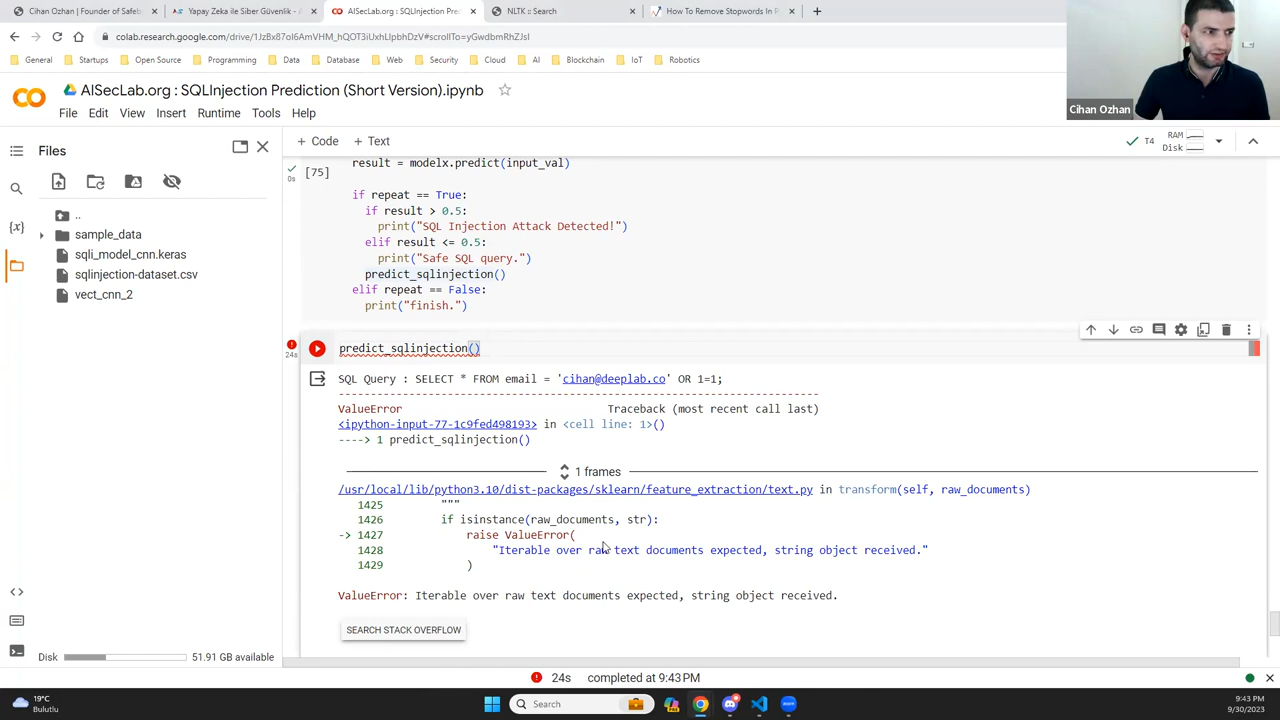 Cihan Ozhan | Founder of Safeti
Yapay Zeka ile Siber Güvenlik - A
AISecLab.org : SQLInjection Predi
NLTK :: Search
How To Remove Stopwords In P
colab.research.google.com/drive/1JzBx87oI6AmVHM_hQOT3iUxhLlpbhDzV#scrollTo=yGwdbmRhZJsl
General
Startups
Open Source
Programming
Data
Database
Web
Security
Cloud
AI
Blockchain
IoT
Robotics
Cihan Ozhan
AISecLab.org : SQLInjection Prediction (Short Version).ipynb
File Edit View Insert Runtime Tools Help
+ Code + Text
T4
RAM
Disk
Files
..
sample_data
sqli_model_cnn.keras
sqlinjection-dataset.csv
vect_cnn_2
Disk
51.91 GB available
[75]
0s
result = modelx.predict(input_val)
if repeat == True:
if result > 0.5:
print("SQL Injection Attack Detected!")
elif result <= 0.5:
print("Safe SQL query.")
predict_sqlinjection()
elif repeat == False:
print("finish.")
24s
predict_sqlinjection()
SQL Query : SELECT * FROM email = 'cihan@deeplab.co' OR 1=1;
---------------------------------------------------------------------------
ValueError Traceback (most recent call last)
<ipython-input-77-1c9fed498193> in <cell line: 1>()
----> 1 predict_sqlinjection()
1 frames
/usr/local/lib/python3.10/dist-packages/sklearn/feature_extraction/text.py in transform(self, raw_documents)
1425 """
1426 if isinstance(raw_documents, str):
-> 1427 raise ValueError(
1428 "Iterable over raw text documents expected, string object received."
1429 )
ValueError: Iterable over raw text documents expected, string object received.
SEARCH STACK OVERFLOW
24s completed at 9:43 PM
19°C
Bulutlu
Search
zoom
9:43 PM
9/30/2023